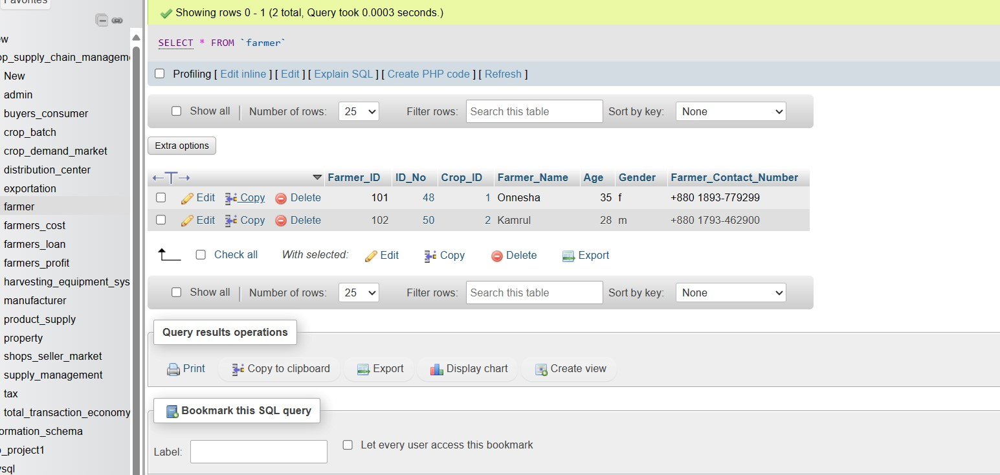 Favorites
w
op_supply_chain_managem
New
admin
buyers_consumer
crop_batch
crop_demand_market
distribution_center
exportation
farmer
farmers_cost
farmers_loan
farmers_profit
harvesting_equipment_sys
manufacturer
product_supply
property
shops_seller_market
supply_management
tax
total_transaction_economy
ormation_schema
o_project1
ysql
Showing rows 0 - 1 (2 total, Query took 0.0003 seconds.)
SELECT * FROM `farmer`
Profiling [ Edit inline ] [ Edit ] [ Explain SQL ] [ Create PHP code ] [ Refresh ]
Show all | Number of rows: 25 Filter rows: Search this table Sort by key: None
Extra options
Farmer_ID ID_No Crop_ID Farmer_Name Age Gender Farmer_Contact_Number
Edit Copy Delete 101 48 1 Onnesha 35 f +880 1893-779299
Edit Copy Delete 102 50 2 Kamrul 28 m +880 1793-462900
Check all With selected: Edit Copy Delete Export
Show all | Number of rows: 25 Filter rows: Search this table Sort by key: None
Query results operations
Print Copy to clipboard Export Display chart Create view
Bookmark this SQL query
Label: Let every user access this bookmark